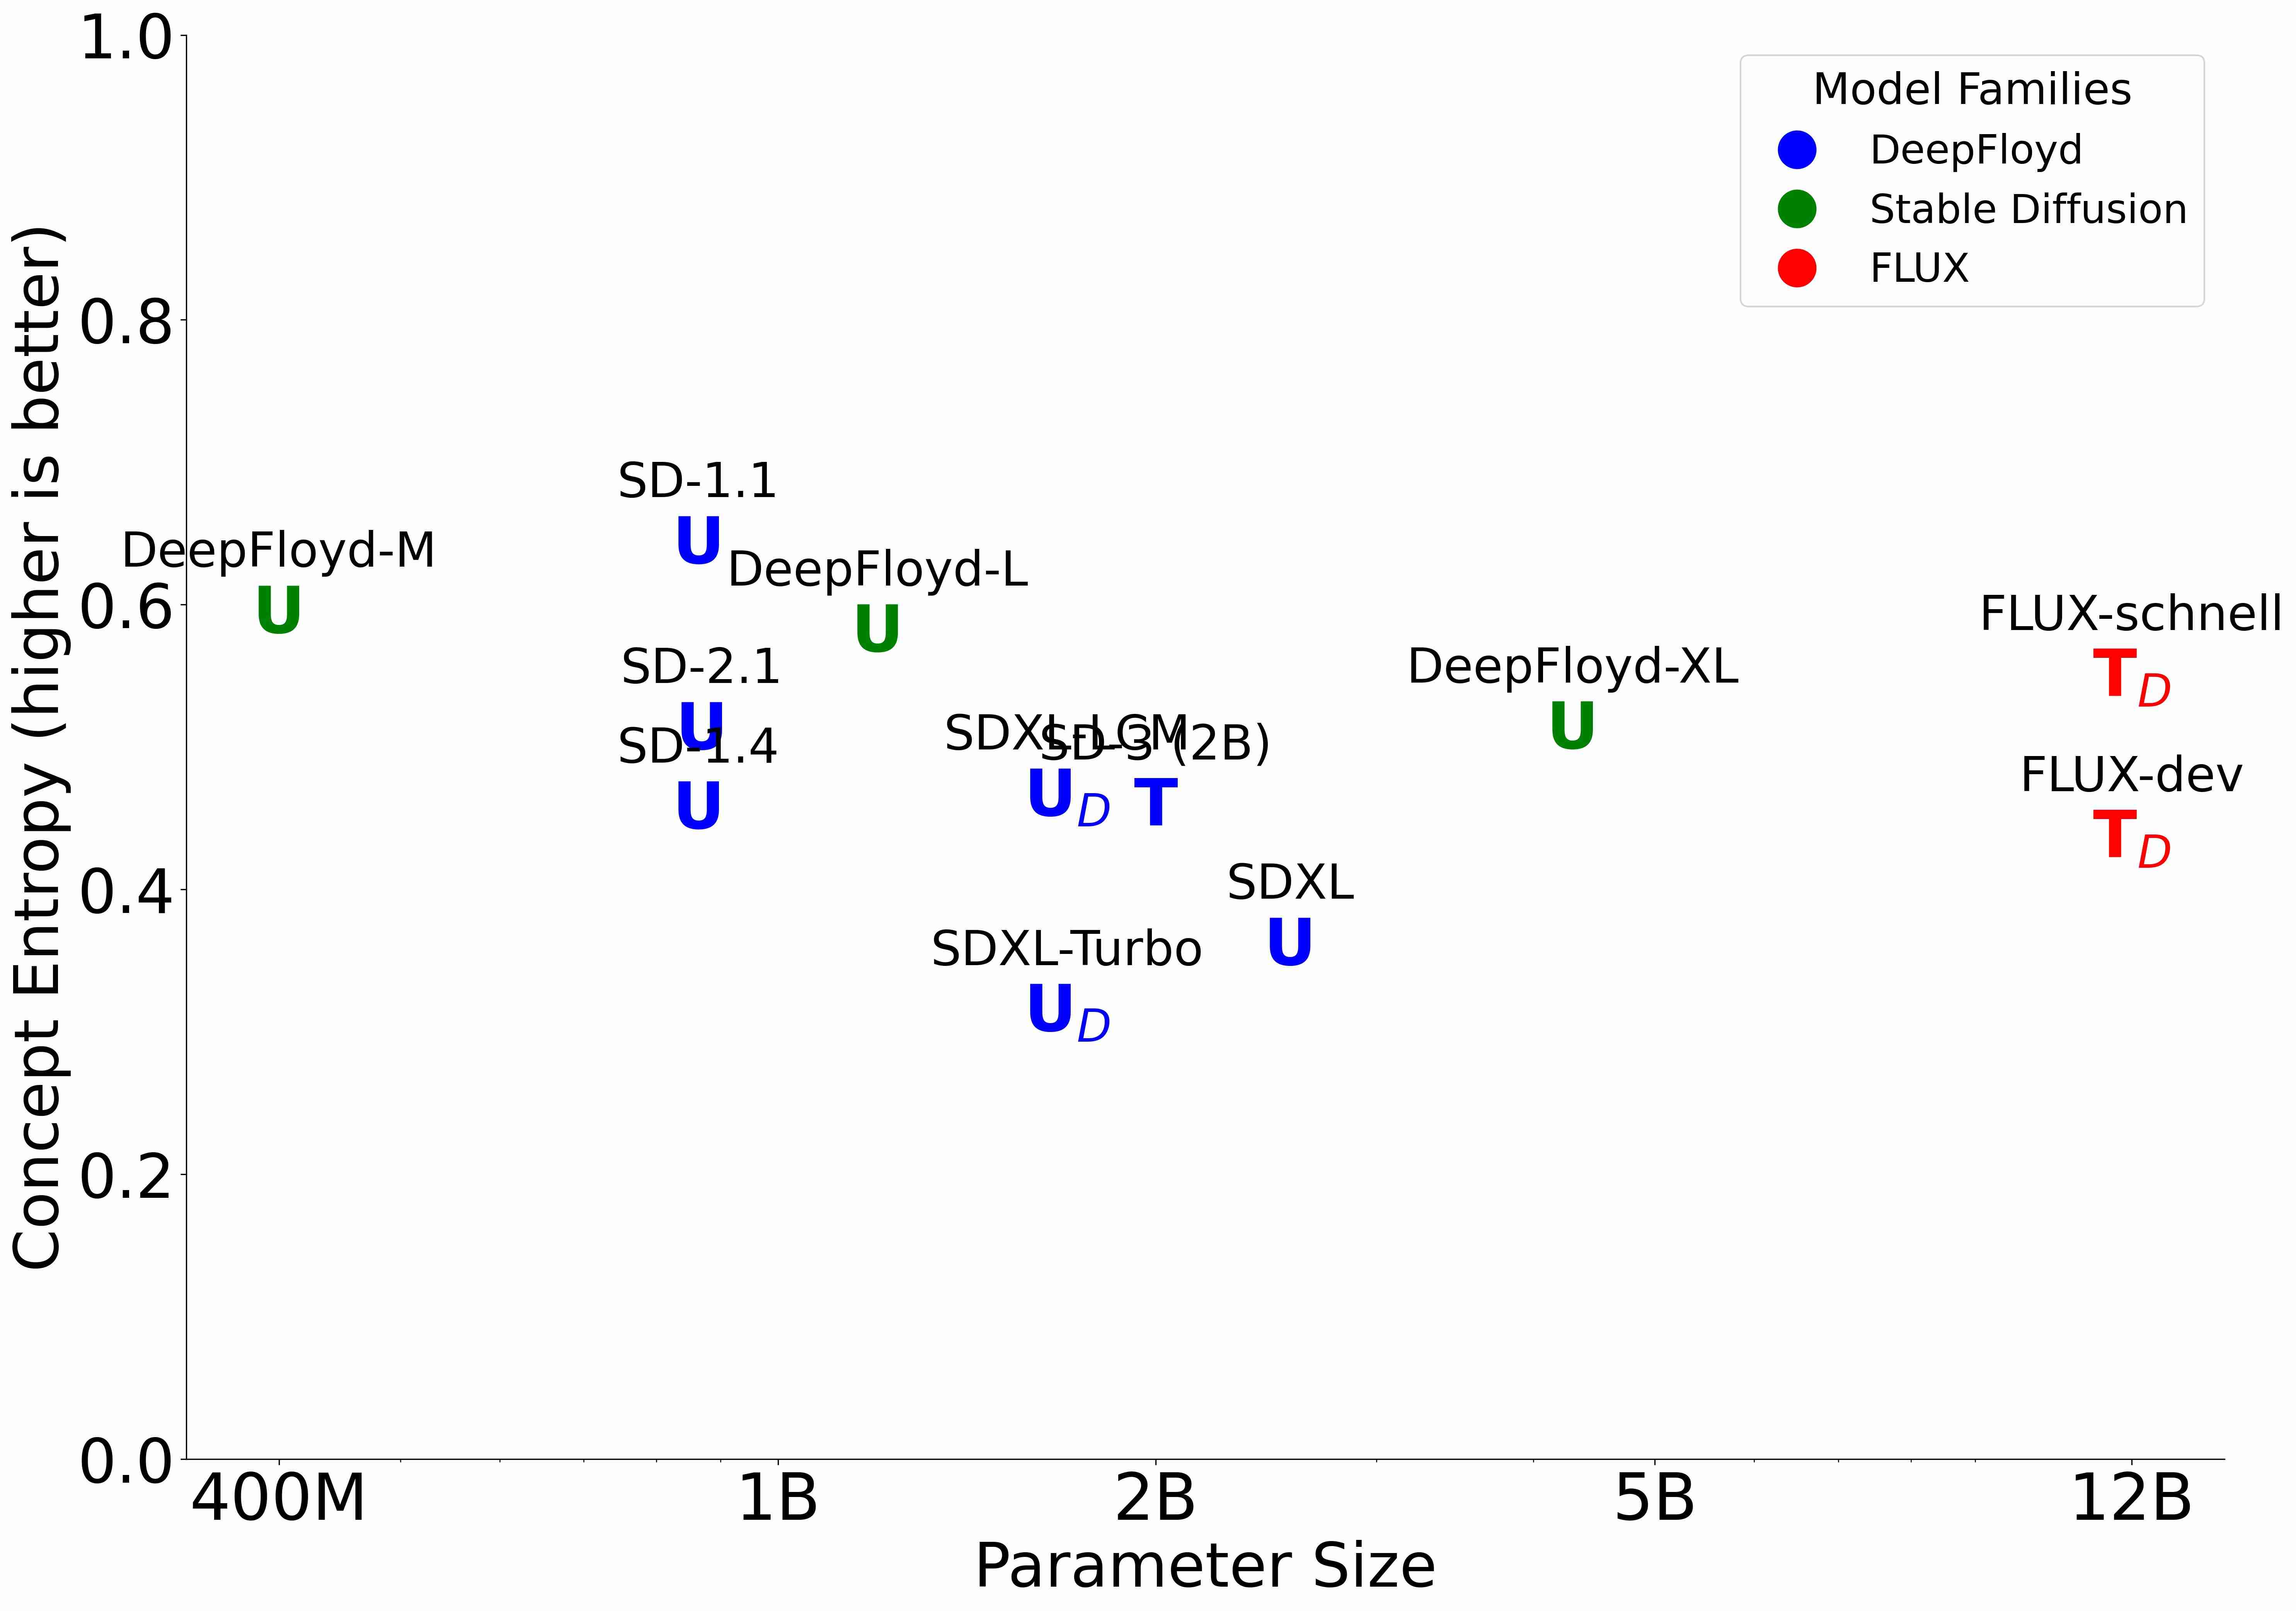 1.0
0.8
0.6
0.4
0.2
0.0
Concept Entropy (higher is better)
Model Families
DeepFloyd
Stable Diffusion
FLUX
SD-1.1
U
DeepFloyd-M
U
DeepFloyd-L
U
FLUX-schnell
T D
SD-2.1
U
DeepFloyd-XL
U
SD-1.4
U
SDXL-LCM
U D
SD-3 (2B)
T
FLUX-dev
T D
SDXL
U
SDXL-Turbo
U D
400M 1B 2B 5B 12B
Parameter Size